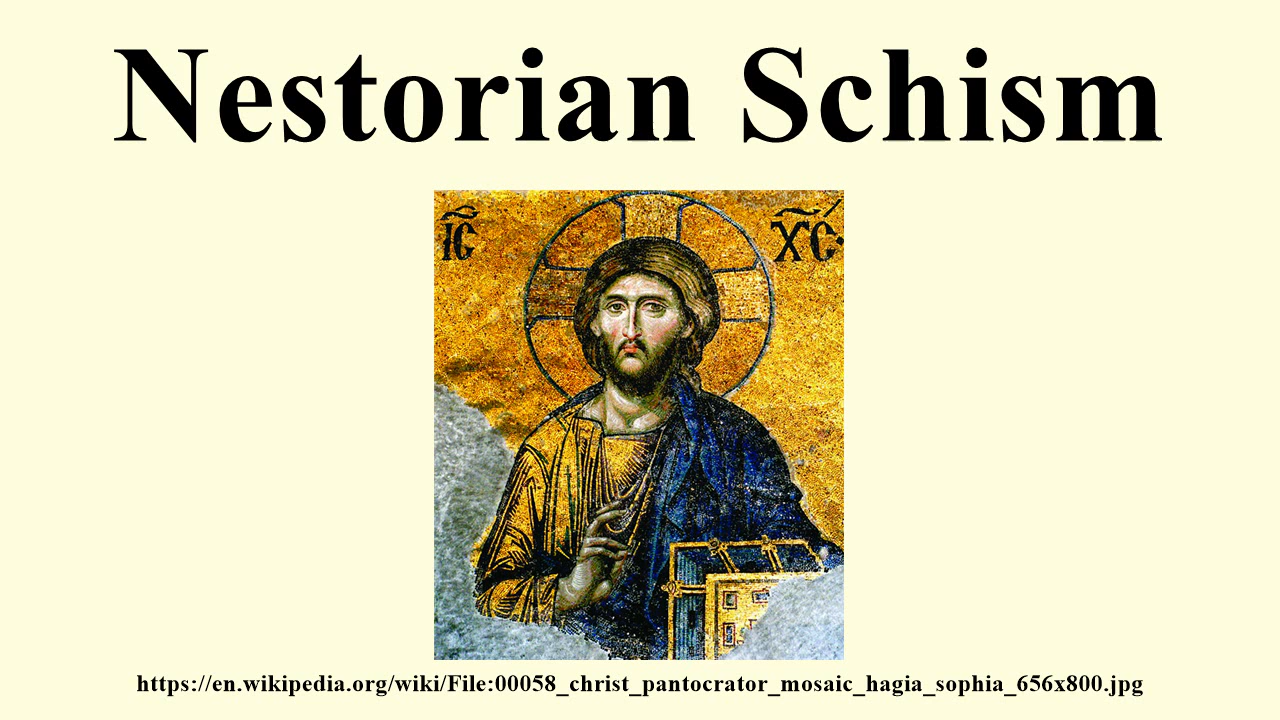 Nestorian Schism
IC XC
https://en.wikipedia.org/wiki/File:00058_christ_pantocrator_mosaic_hagia_sophia_656x800.jpg